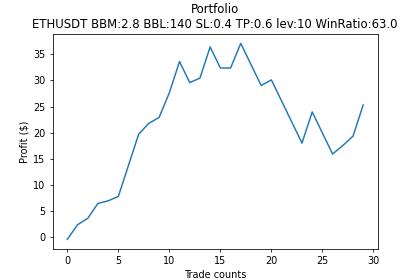 Portfolio
ETHUSDT BBM:2.8 BBL:140 SL:0.4 TP:0.6 lev:10 WinRatio:63.0
Profit ($)
35
30
25
20
15
10
5
0
0 5 10 15 20 25 30
Trade counts